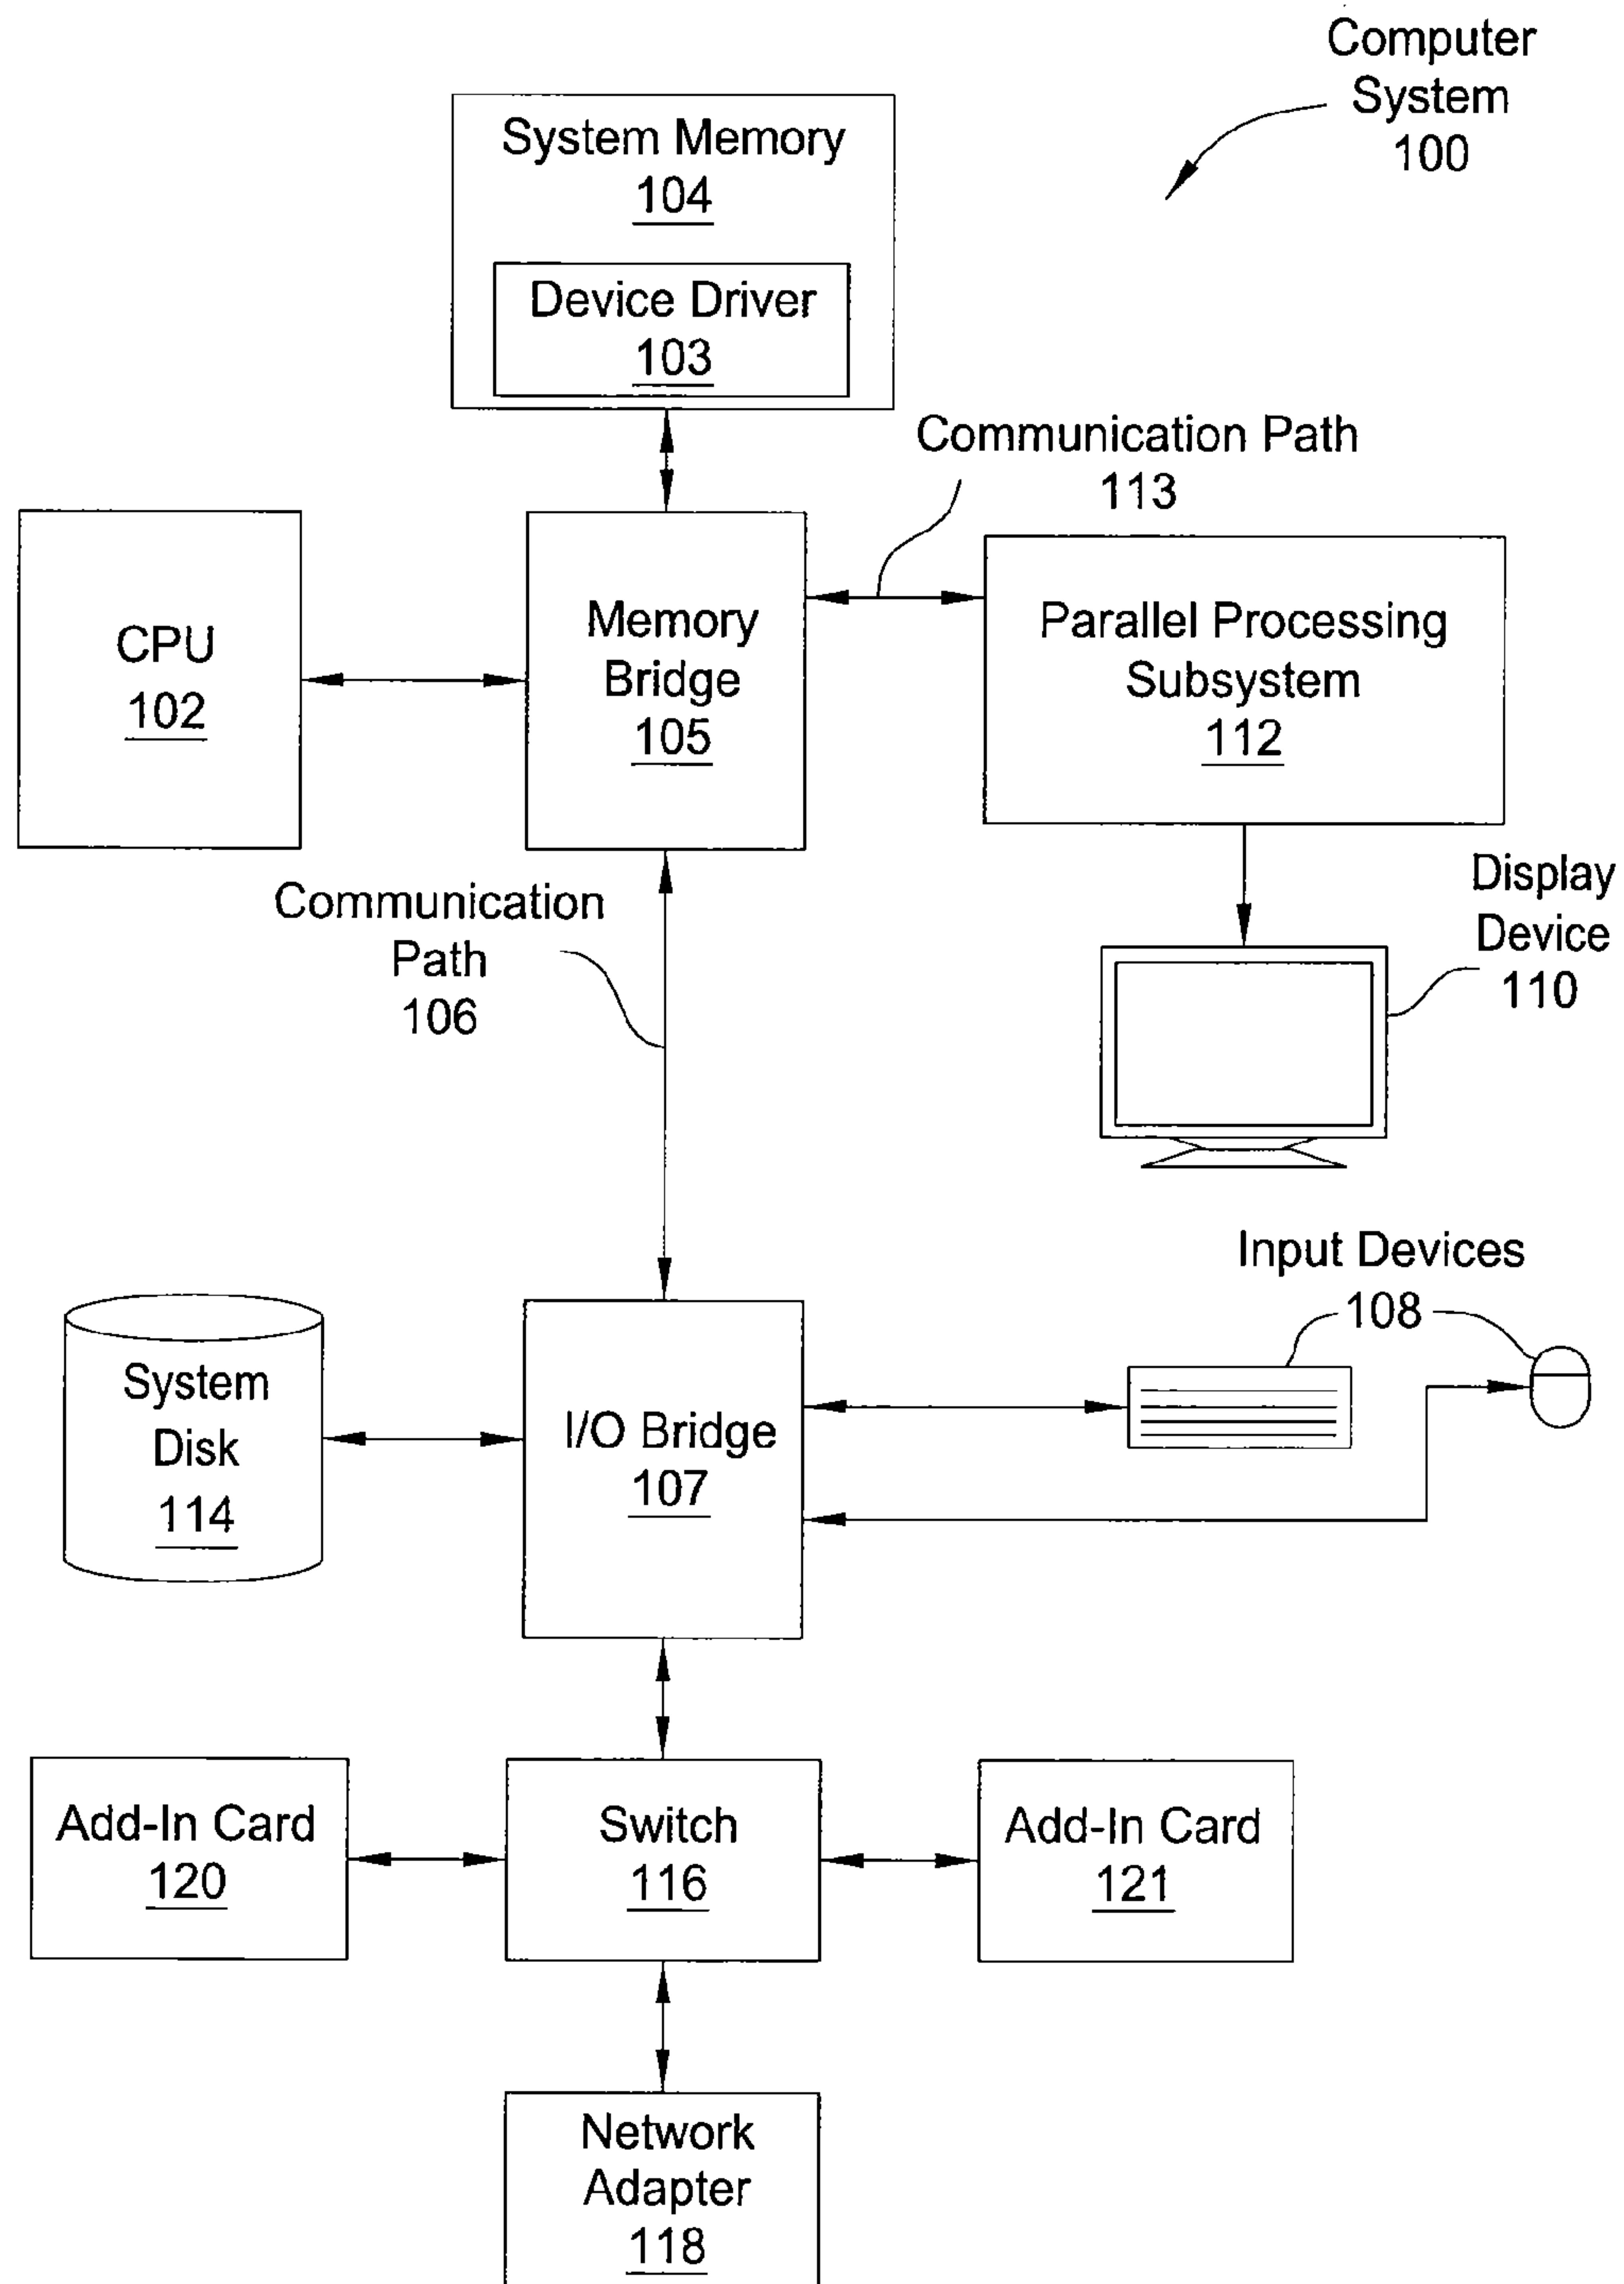 Computer
System
100
System Memory
104
Device Driver
103
Communication Path
113
CPU
102
Memory
Bridge
105
Parallel Processing
Subsystem
112
Communication
Path
106
Display
Device
110
Input Devices
108
System
Disk
114
I/O Bridge
107
Add-In Card
120
Switch
116
Add-In Card
121
Network
Adapter
118